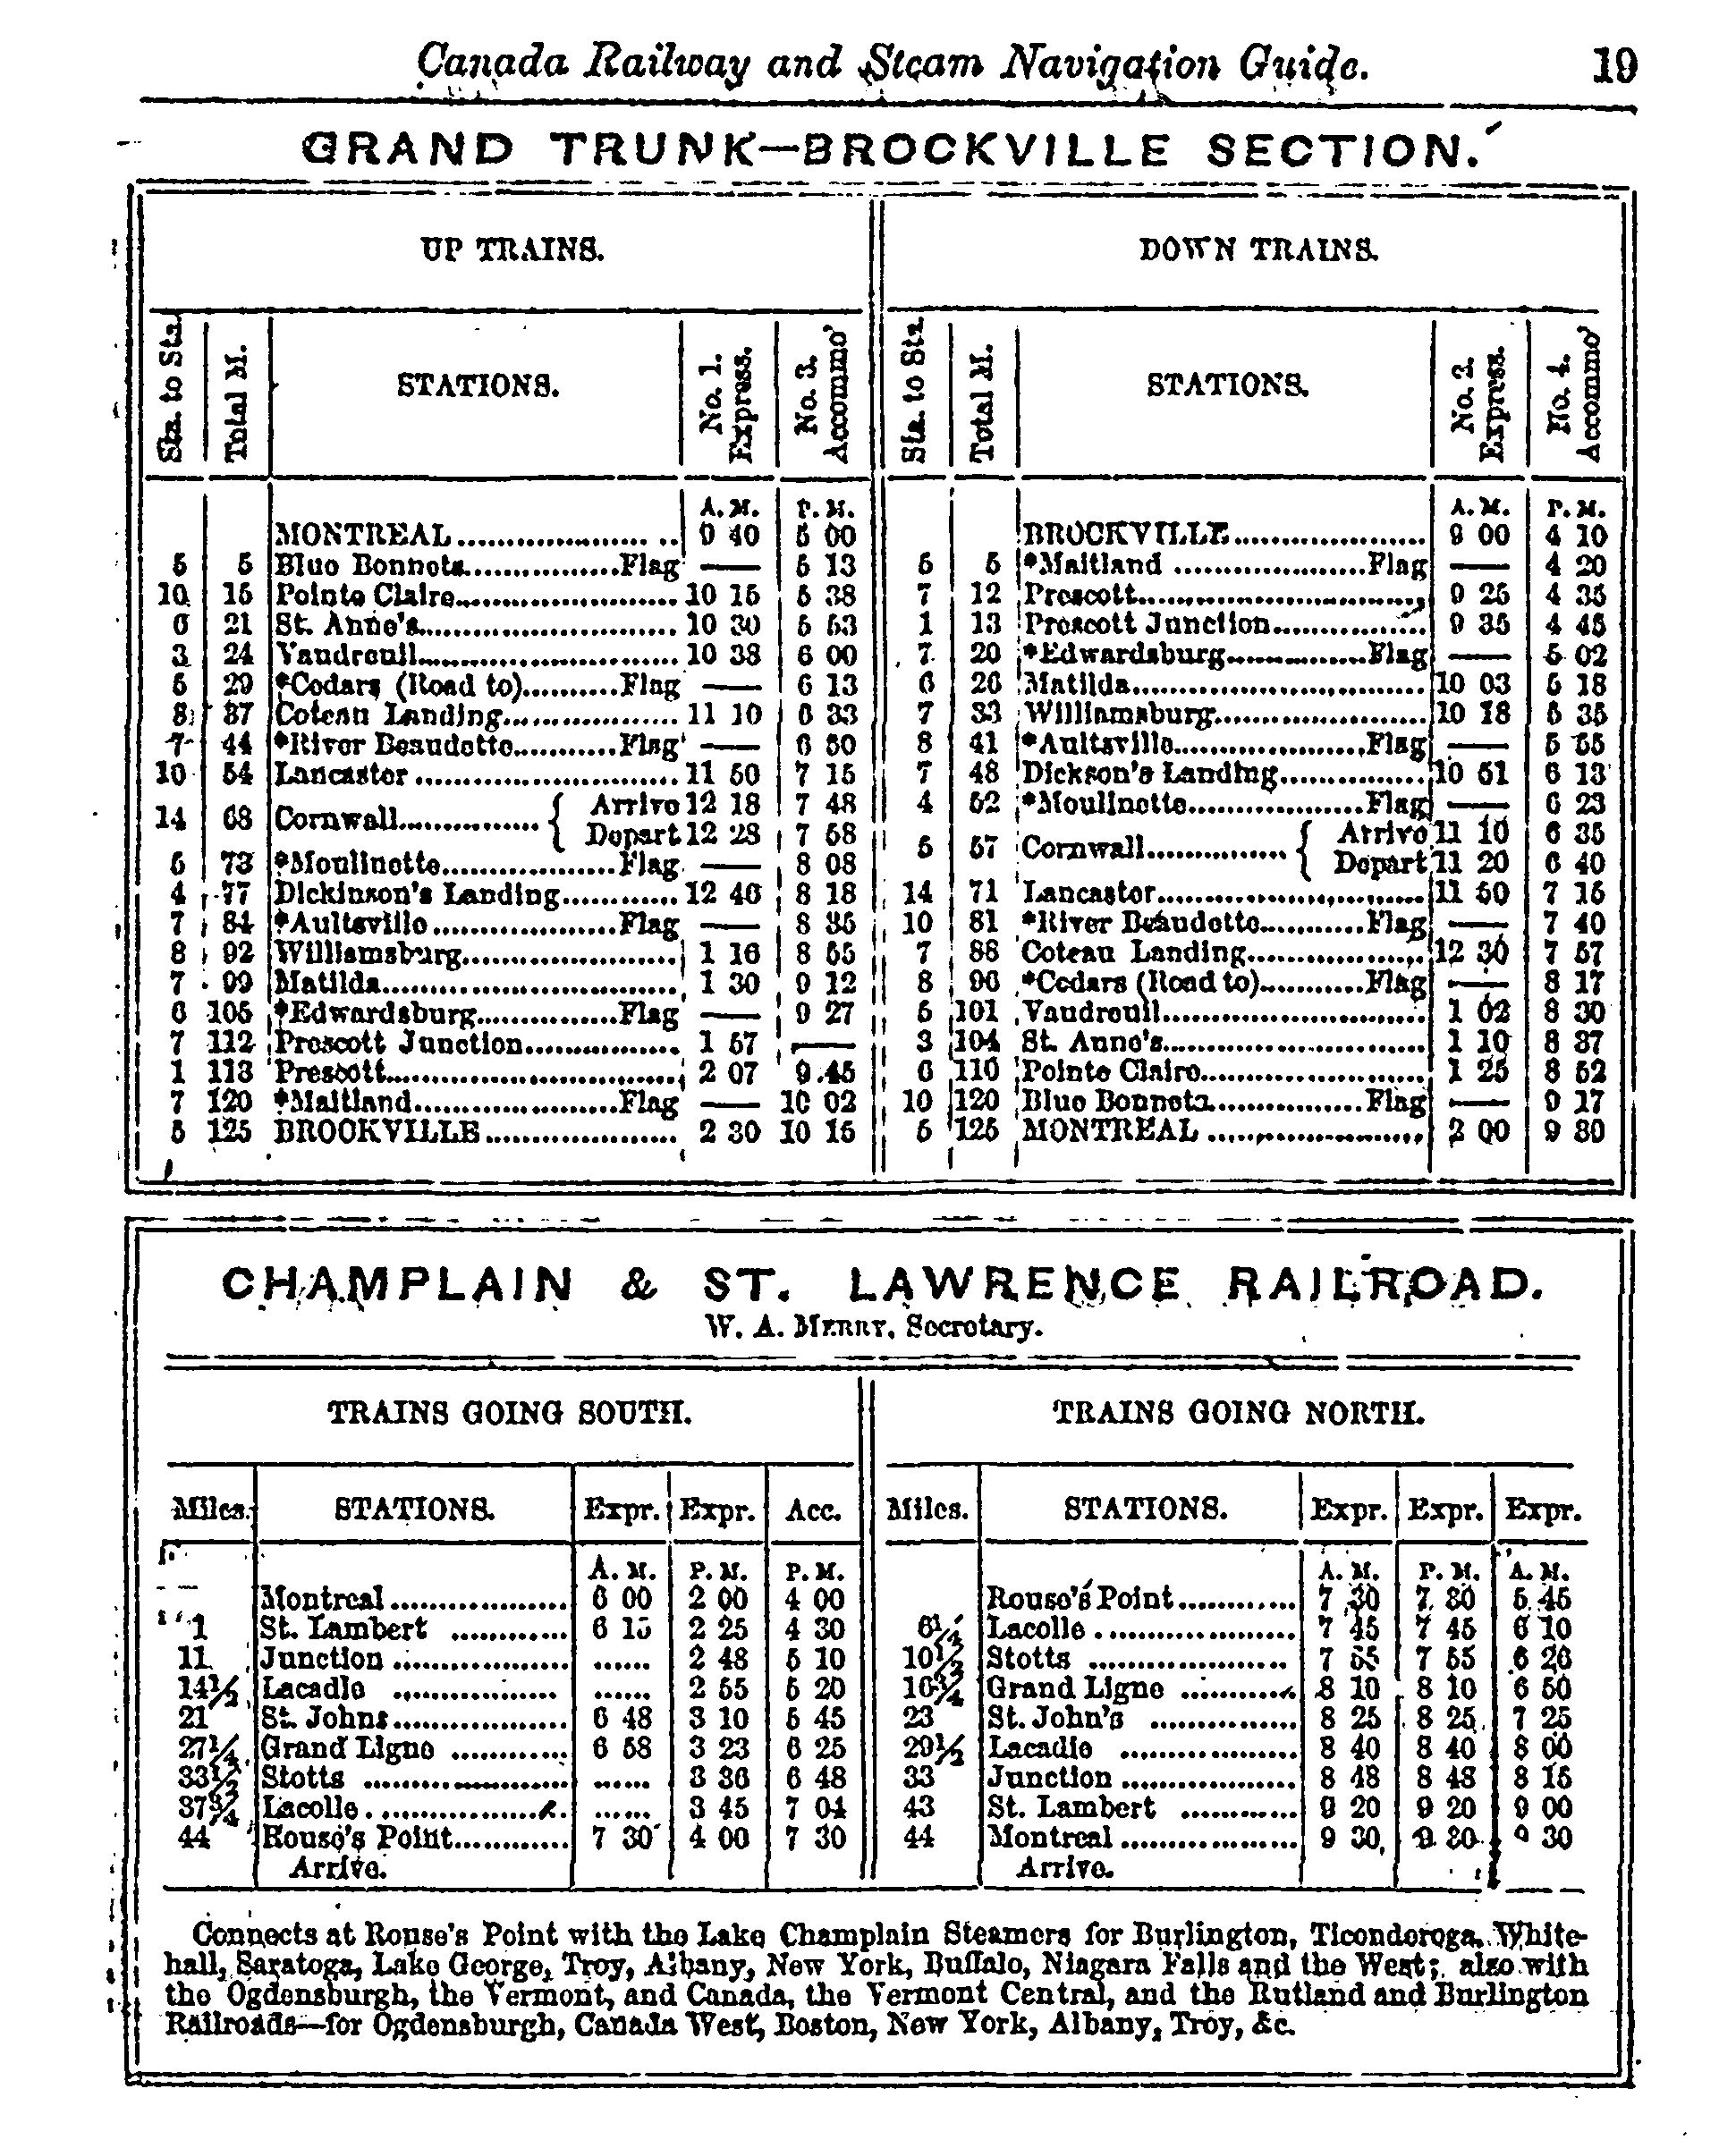 Canada Railway and Steam Navigation Guide. 19
GRAND TRUNK—BROCKVILLE SECTION.
UP TRAINS.
Sta. to Sta. Total M. STATIONS. No. 1. Express. No. 3. Accommo'
A. M. P. M.
MONTREAL 9 40 5 00
5 5 Blue Bonnets Flag — 5 13
10 15 Pointe Claire 10 15 5 38
6 21 St. Anne's 10 30 5 53
3 24 Vaudreuil 10 38 6 00
5 29 *Cedars (Road to) Flag — 6 13
8 37 Coteau Landing 11 10 6 33
7 44 *River Beaudette Flag — 6 50
10 54 Lancaster 11 50 7 15
14 68 Cornwall { Arrive 12 18 7 48
Depart 12 28 7 58
5 73 *Moulinette Flag — 8 08
4 77 Dickinson's Landing 12 46 8 18
7 84 *Aultsville Flag — 8 35
8 92 Williamsburg 1 16 8 55
7 99 Matilda 1 30 9 12
6 105 *Edwardsburg Flag — 9 27
7 112 Prescott Junction 1 57 —
1 113 Prescott 2 07 9.45
7 120 *Maitland Flag — 10 02
5 125 BROCKVILLE 2 30 10 15
DOWN TRAINS.
Sta. to Sta. Total M. STATIONS. No. 2. Express. No. 4. Accommo'
A. M. P. M.
BROCKVILLE 9 00 4 10
5 5 *Maitland Flag — 4 20
7 12 Prescott 9 25 4 35
1 13 Prescott Junction 9 35 4 45
7 20 *Edwardsburg Flag — 5 02
6 26 Matilda 10 03 5 18
7 33 Williamsburg 10 18 5 35
8 41 *Aultsville Flag — 5 55
7 48 Dickson's Landing 10 51 6 13
4 52 *Moulinette Flag — 6 23
5 57 Cornwall { Arrive 11 10 6 35
Depart 11 20 6 40
14 71 Lancaster 11 50 7 15
10 81 *River Beaudette Flag — 7 40
7 88 Coteau Landing 12 30 7 57
8 96 *Cedars (Road to) Flag — 8 17
5 101 Vaudreuil 1 02 8 30
3 104 St. Anne's 1 10 8 37
6 110 Pointe Claire 1 25 8 52
10 120 Blue Bonnets Flag — 9 17
5 125 MONTREAL 2 00 9 30
CHAMPLAIN & ST. LAWRENCE RAILROAD.
W. A. MERRY, Secretary.
TRAINS GOING SOUTH.
Miles. STATIONS. Expr. Expr. Acc.
A. M. P. M. P. M.
Montreal 6 00 2 00 4 00
1 St. Lambert 6 15 2 25 4 30
11 Junction ...... 2 48 5 10
14½ Lacadie ...... 2 55 5 20
21 St. Johns 6 48 3 10 5 45
27¼ Grand Ligne 6 58 3 23 6 25
33½ Stotts ...... 3 36 6 48
37¾ Lacolle ...... 3 45 7 04
44 Rouse's Point 7 30 4 00 7 30
Arrive.
TRAINS GOING NORTH.
Miles. STATIONS. Expr. Expr. Expr.
A. M. P. M. A. M.
Rouse's Point 7 30 7 30 5 45
6¼ Lacolle 7 45 7 45 6 10
10½ Stotts 7 55 7 55 6 26
16¾ Grand Ligne 8 10 8 10 6 50
23 St. John's 8 25 8 25 7 25
29½ Lacadie 8 40 8 40 8 00
33 Junction 8 48 8 48 8 15
43 St. Lambert 9 20 9 20 9 00
44 Montreal 9 30 9 30 9 30
Arrive.
Connects at Rouse's Point with the Lake Champlain Steamers for Burlington, Ticonderoga, White-
hall, Saratoga, Lake George, Troy, Albany, New York, Buffalo, Niagara Falls and the West; also with
the Ogdensburgh, the Vermont, and Canada, the Vermont Central, and the Rutland and Burlington
Railroads—for Ogdensburgh, Canada West, Boston, New York, Albany, Troy, &c.